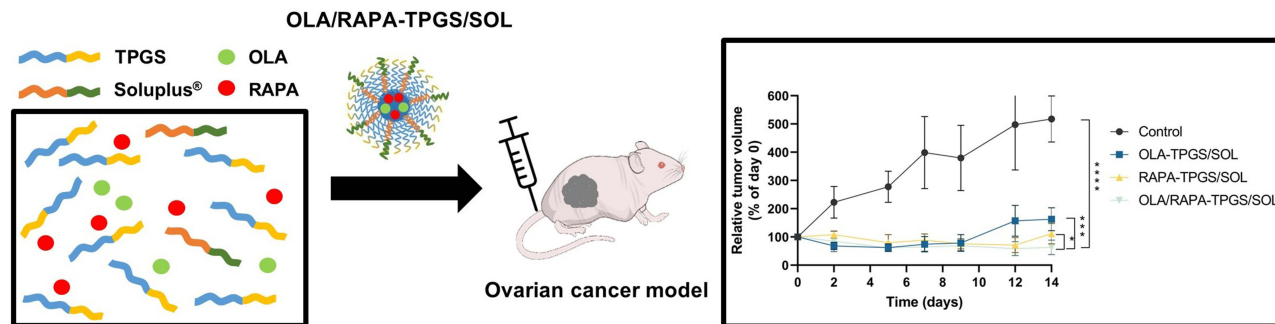 OLA/RAPA-TPGS/SOL
TPGS
OLA
Soluplus®
RAPA
Ovarian cancer model
Relative tumor volume
(% of day 0)
600
500
400
300
200
100
0
0 2 4 6 8 10 12 14
Time (days)
Control
OLA-TPGS/SOL
RAPA-TPGS/SOL
OLA/RAPA-TPGS/SOL
****
***
*